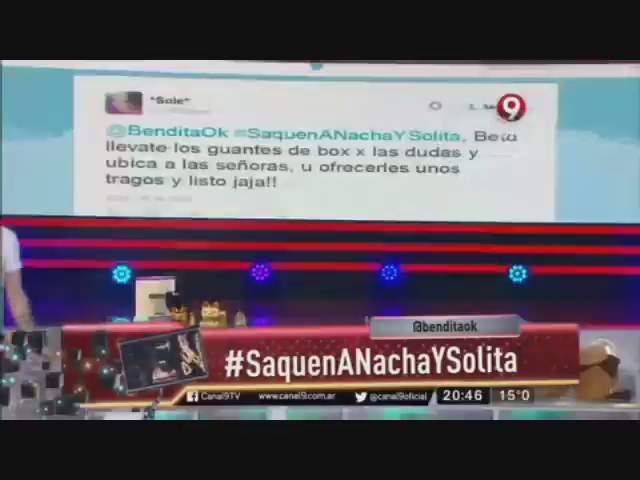 *Sole*
9
@BenditaOk #SaquenANachaYSolita, Beto
llevate los guantes de box x las dudas y
ubica a las señoras, u ofrecerles unos
tragos y listo jaja!!
@benditaok
#SaquenANachaYSolita
Canal9TV www.canal9.com.ar @canal9oficial 20:46 15°0